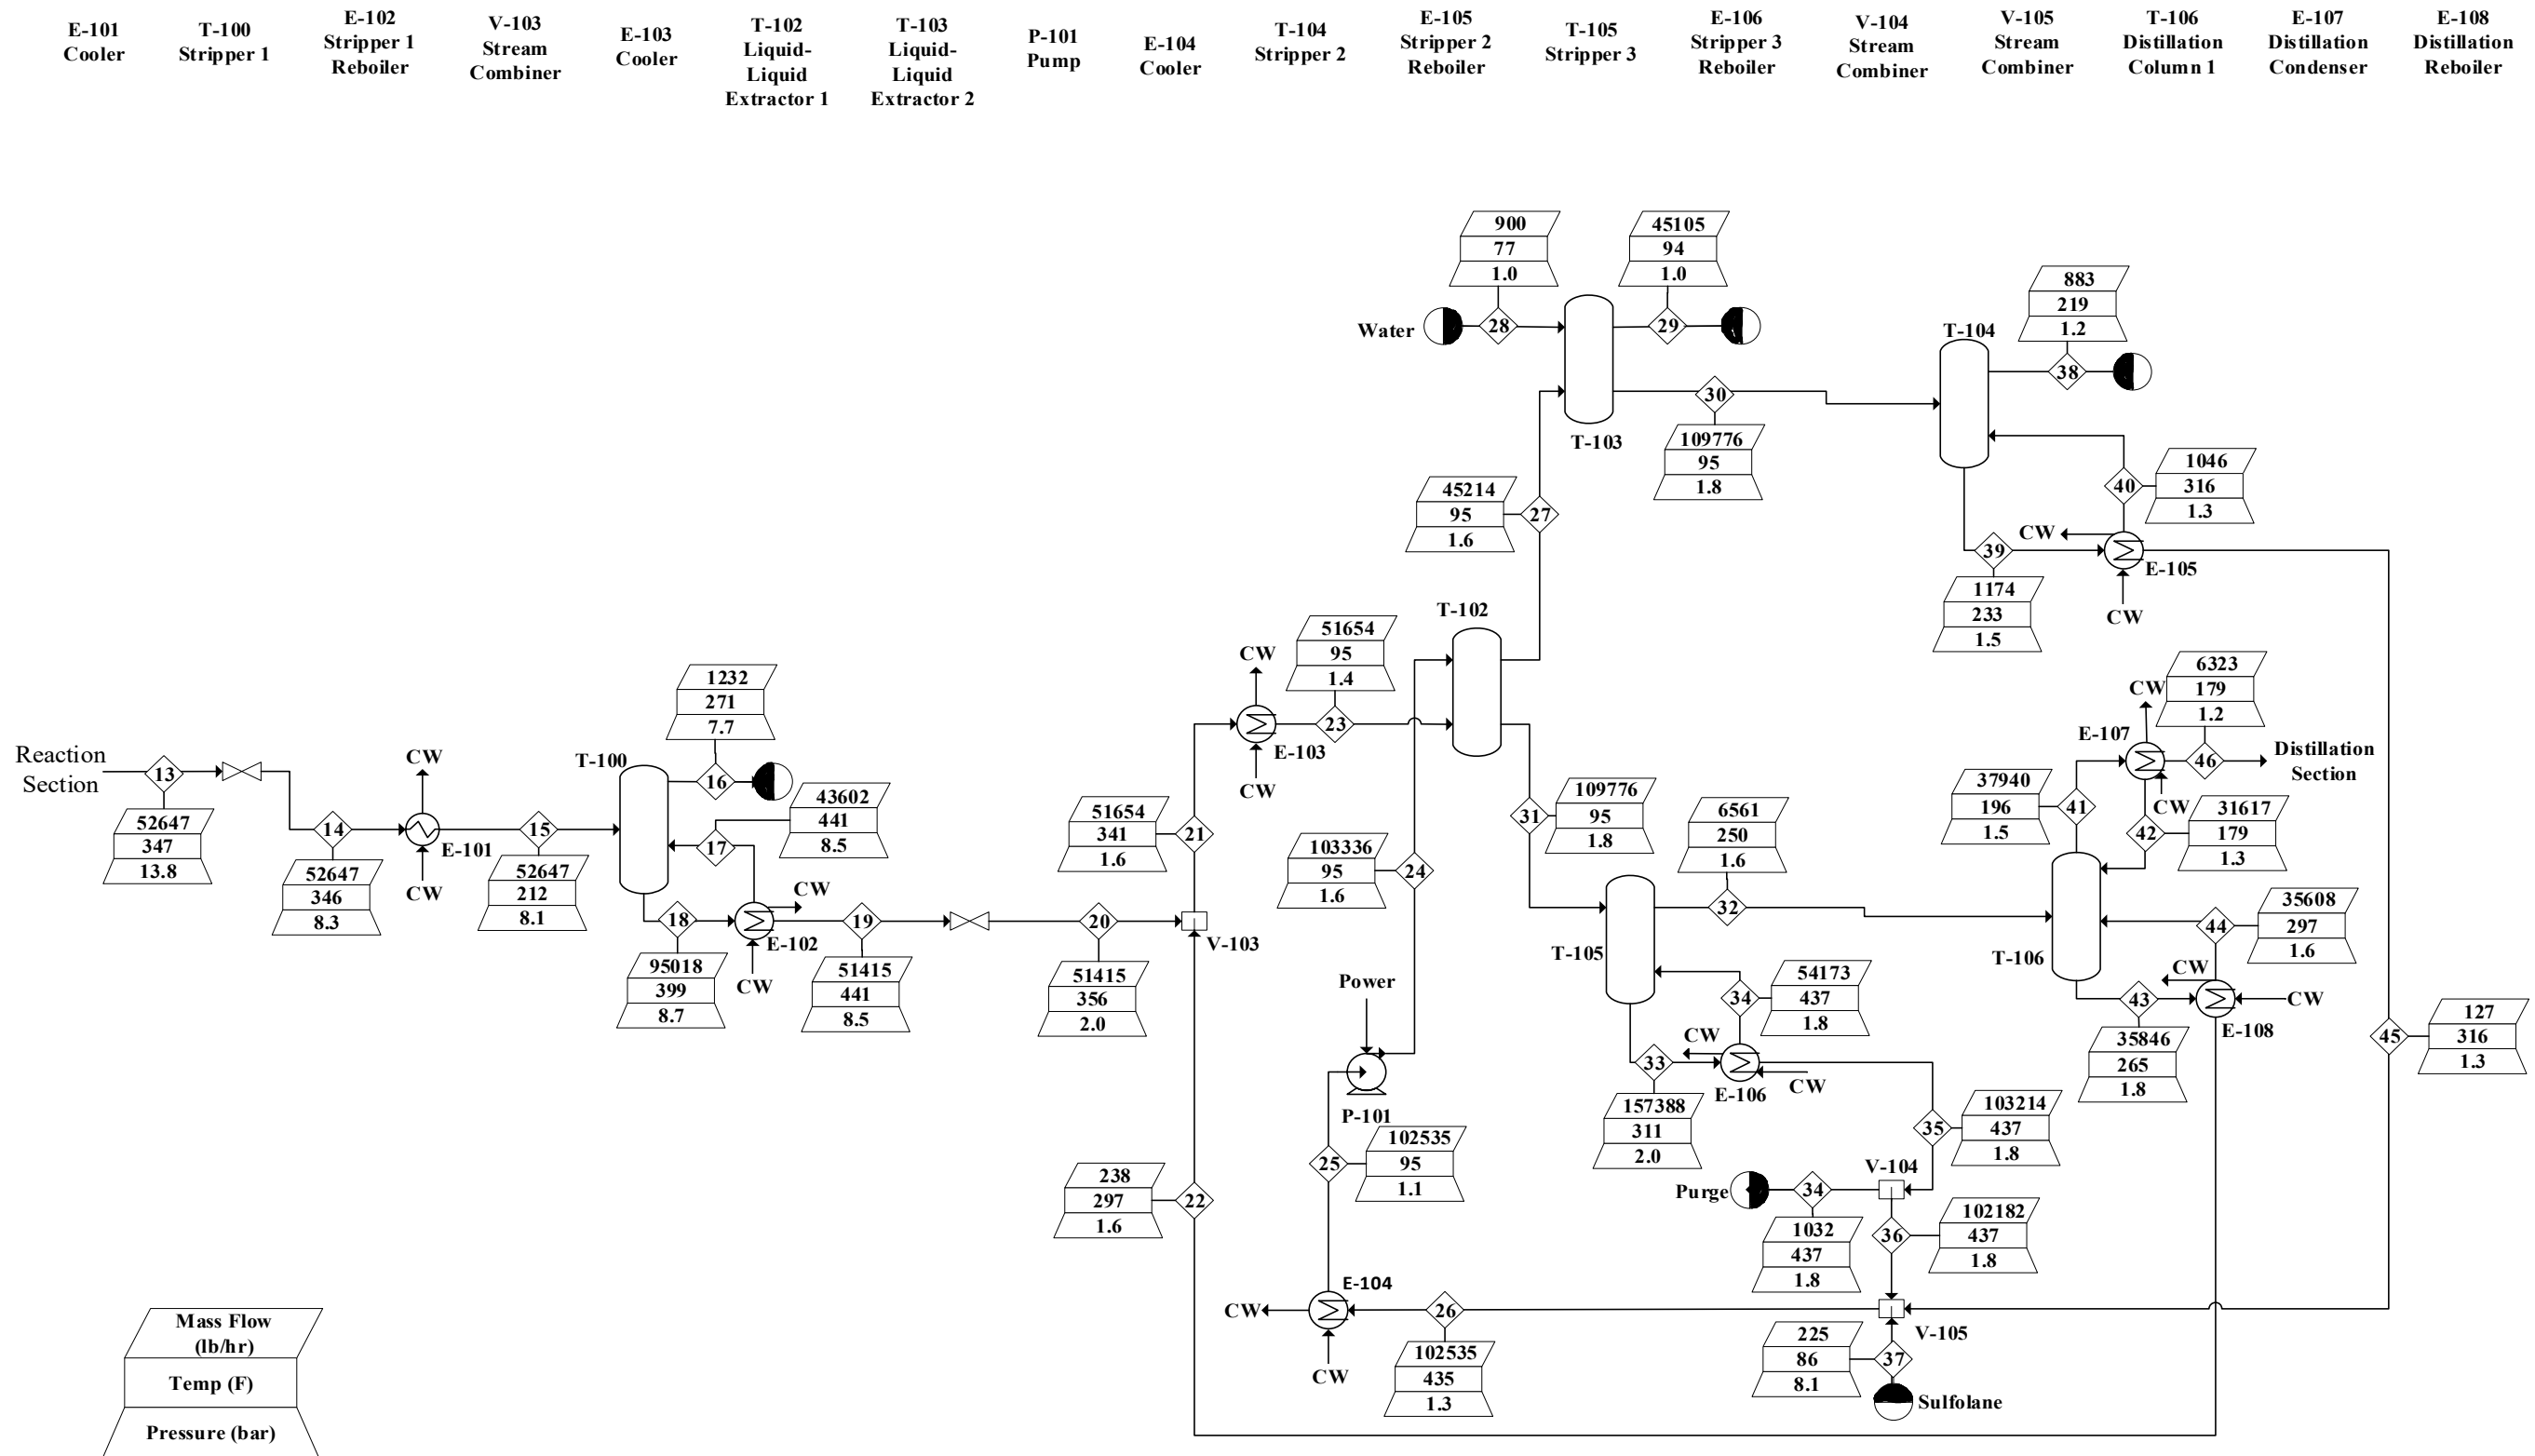 E-101
Cooler
T-100
Stripper 1
E-102
Stripper 1
Reboiler
V-103
Stream
Combiner
E-103
Cooler
T-102
Liquid-
Liquid
Extractor 1
T-103
Liquid-
Liquid
Extractor 2
P-101
Pump
E-104
Cooler
T-104
Stripper 2
E-105
Stripper 2
Reboiler
T-105
Stripper 3
E-106
Stripper 3
Reboiler
V-104
Stream
Combiner
V-105
Stream
Combiner
T-106
Distillation
Column 1
E-107
Distillation
Condenser
E-108
Distillation
Reboiler
Reaction
Section
13
52647
347
13.8
14
52647
346
8.3
CW
E-101
CW
15
52647
212
8.1
T-100
1232
271
7.7
16
43602
441
8.5
17
18
95018
399
8.7
CW
E-102
CW
19
51415
441
8.5
20
51415
356
2.0
V-103
51654
341
1.6
21
238
297
1.6
22
CW
E-103
CW
51654
95
1.4
23
T-102
103336
95
1.6
24
Power
P-101
25
102535
95
1.1
E-104
CW
CW
26
102535
435
1.3
45214
95
1.6
27
Water
900
77
1.0
28
T-103
45105
94
1.0
29
30
109776
95
1.8
T-104
883
219
1.2
38
1046
316
1.3
40
CW
E-105
CW
39
1174
233
1.5
31
109776
95
1.8
T-105
6561
250
1.6
32
34
54173
437
1.8
CW
33
E-106
CW
157388
311
2.0
35
103214
437
1.8
V-104
Purge
34
1032
437
1.8
36
102182
437
1.8
V-105
225
86
8.1
37
Sulfolane
6323
179
1.2
CW
E-107
46
Distillation
Section
CW
37940
196
1.5
41
42
31617
179
1.3
T-106
44
35608
297
1.6
CW
43
CW
E-108
35846
265
1.8
45
127
316
1.3
Mass Flow
(lb/hr)
Temp (F)
Pressure (bar)